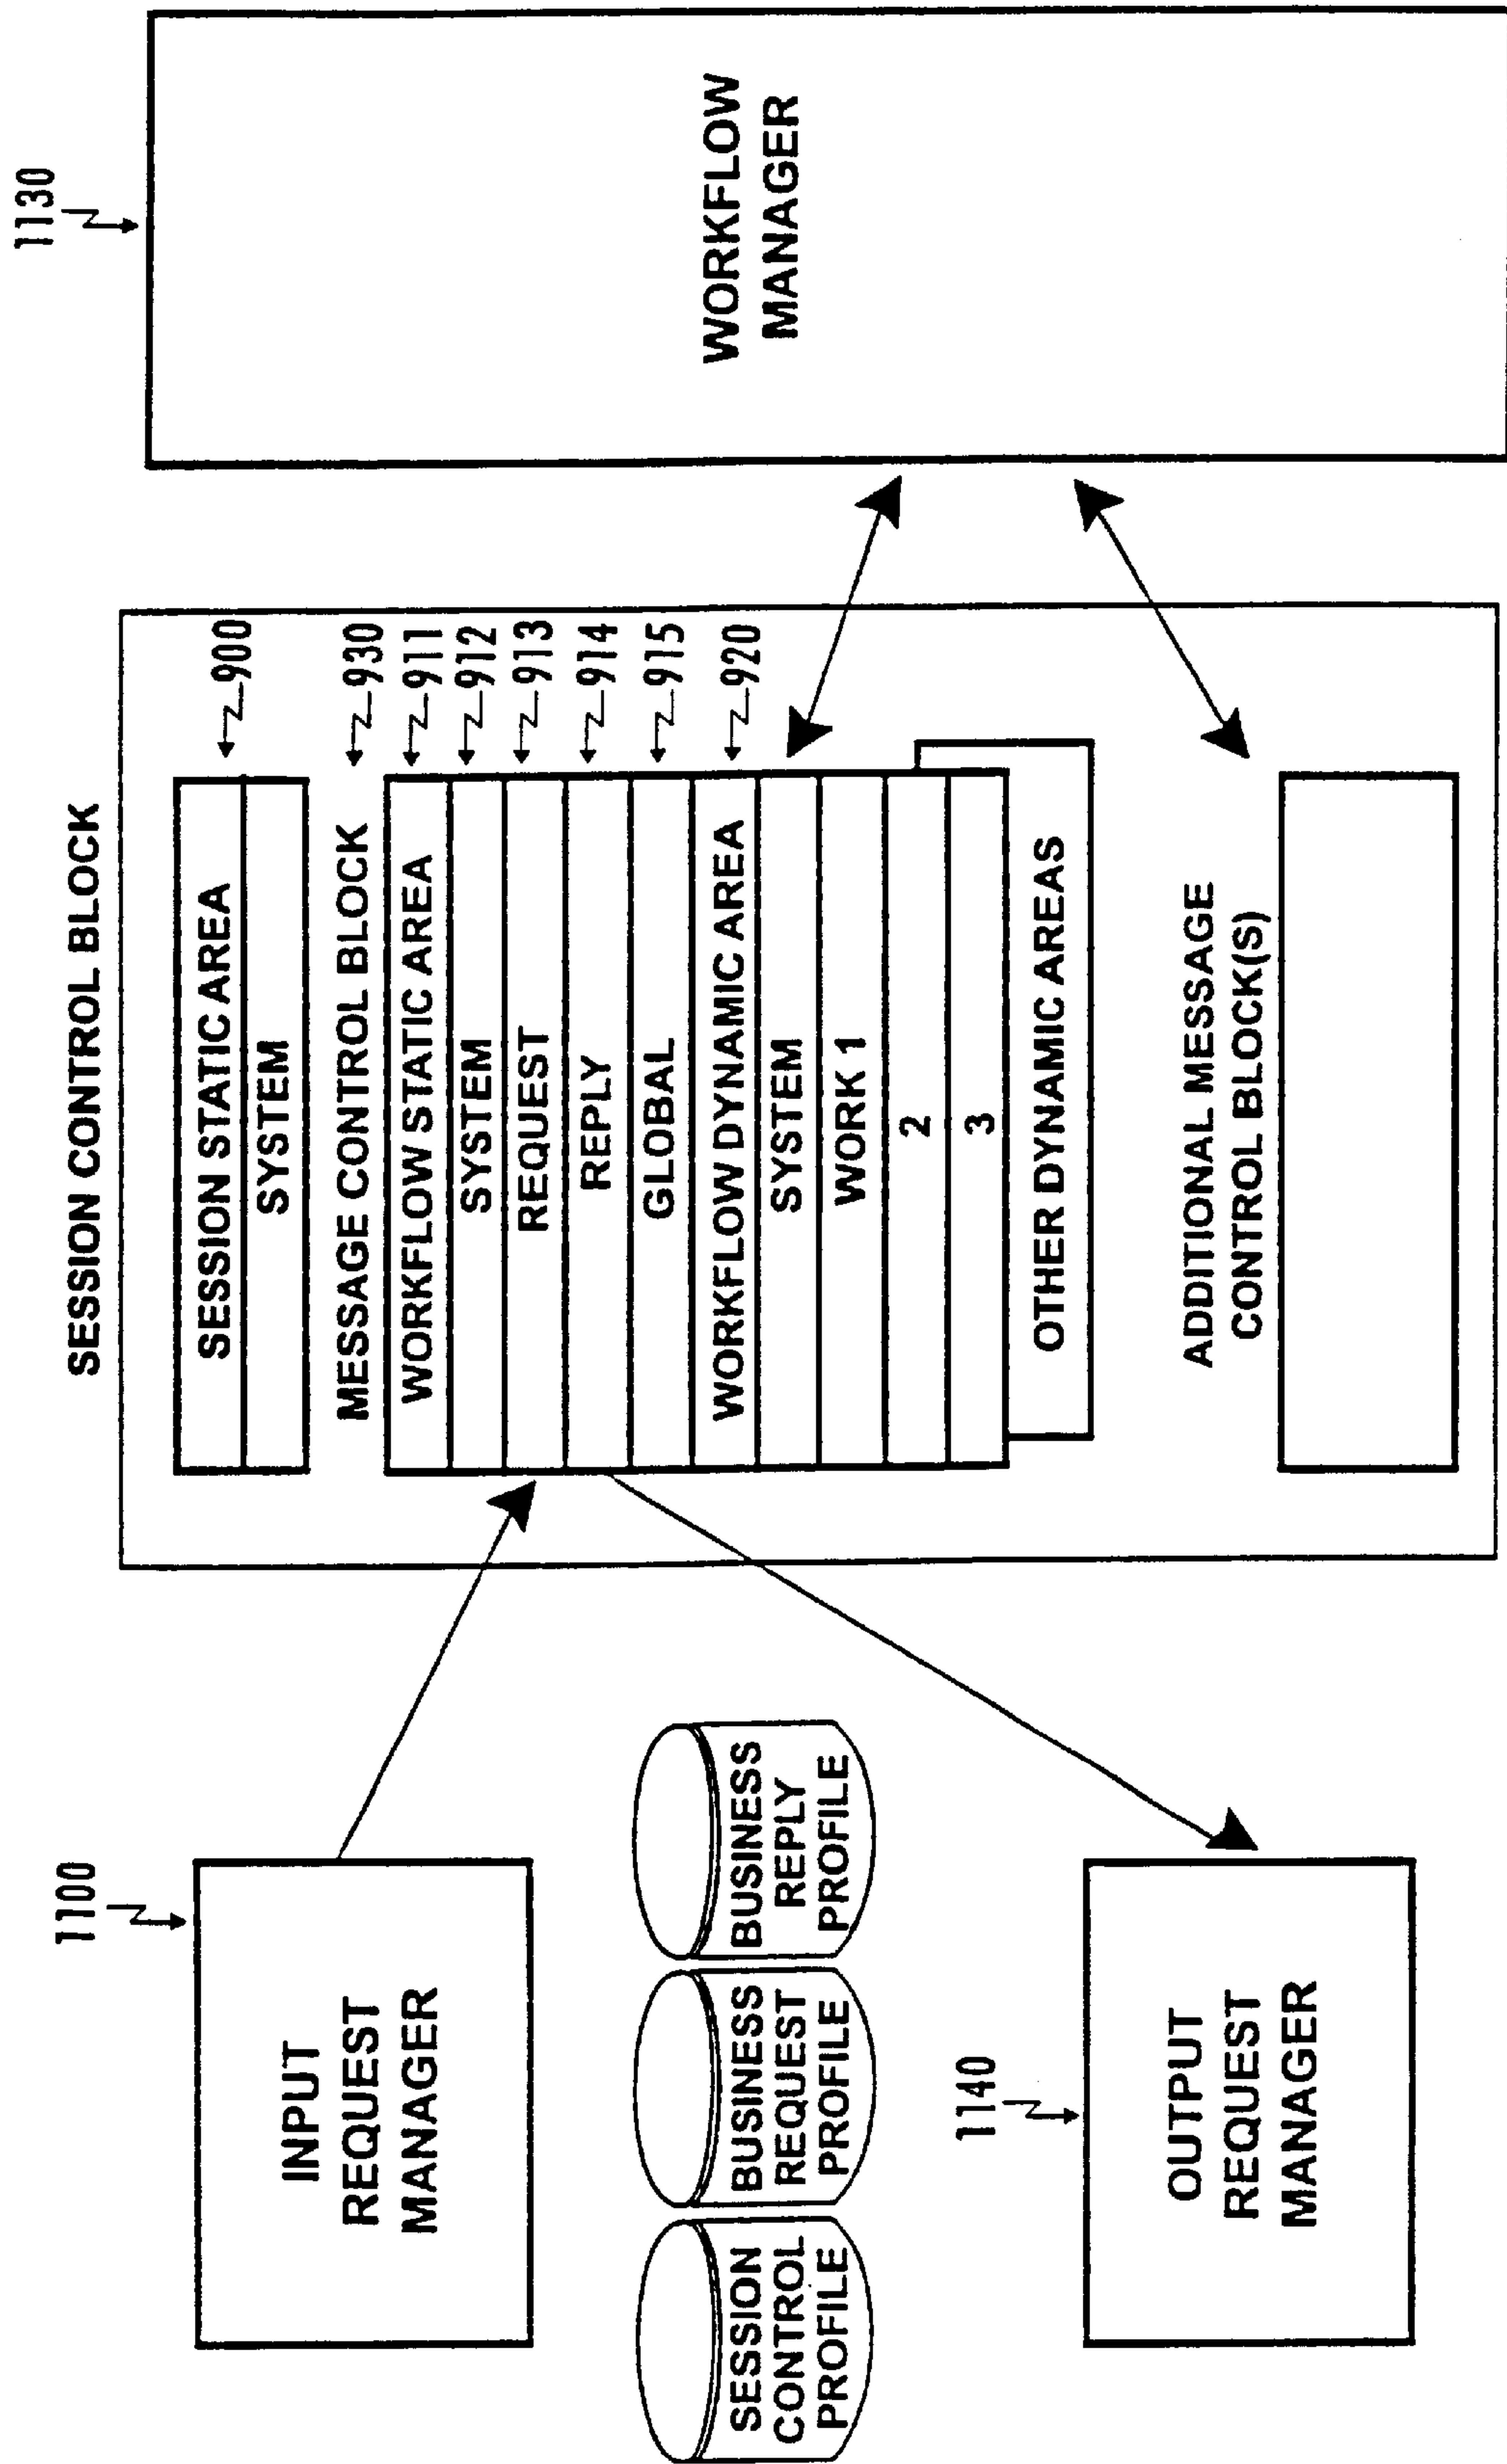 1100
INPUT
REQUEST
MANAGER
SESSION
CONTROL
PROFILE
BUSINESS
REQUEST
PROFILE
BUSINESS
REPLY
PROFILE
1140
OUTPUT
REQUEST
MANAGER
SESSION CONTROL BLOCK
SESSION STATIC AREA
900
SYSTEM
MESSAGE CONTROL BLOCK
930
WORKFLOW STATIC AREA
911
SYSTEM
912
REQUEST
913
REPLY
914
GLOBAL
915
WORKFLOW DYNAMIC AREA
920
SYSTEM
WORK 1
2
3
OTHER DYNAMIC AREAS
ADDITIONAL MESSAGE
CONTROL BLOCK(S)
1130
WORKFLOW
MANAGER